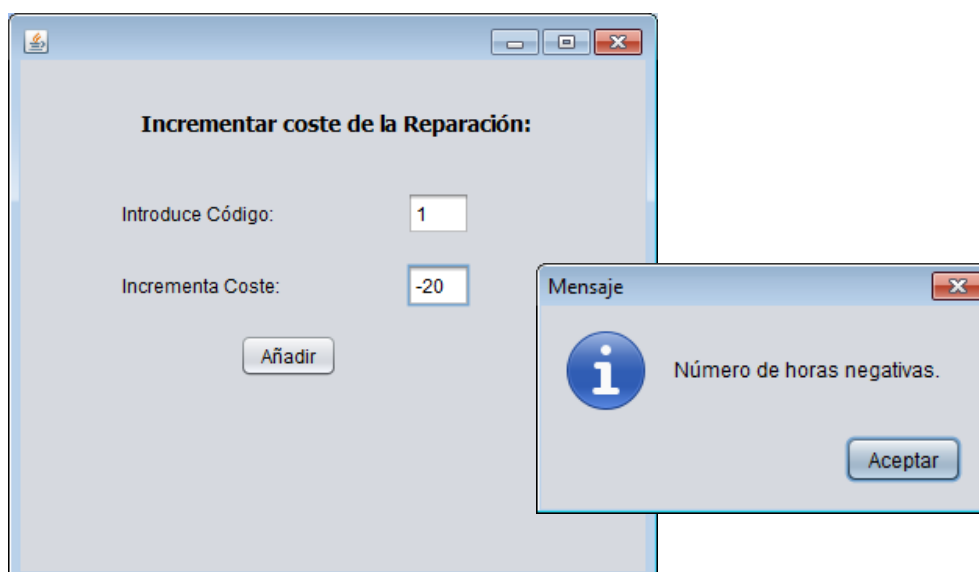 Incrementar coste de la Reparación:
Introduce Código:
1
Incrementa Coste:
-20
Añadir
Mensaje
Número de horas negativas.
Aceptar